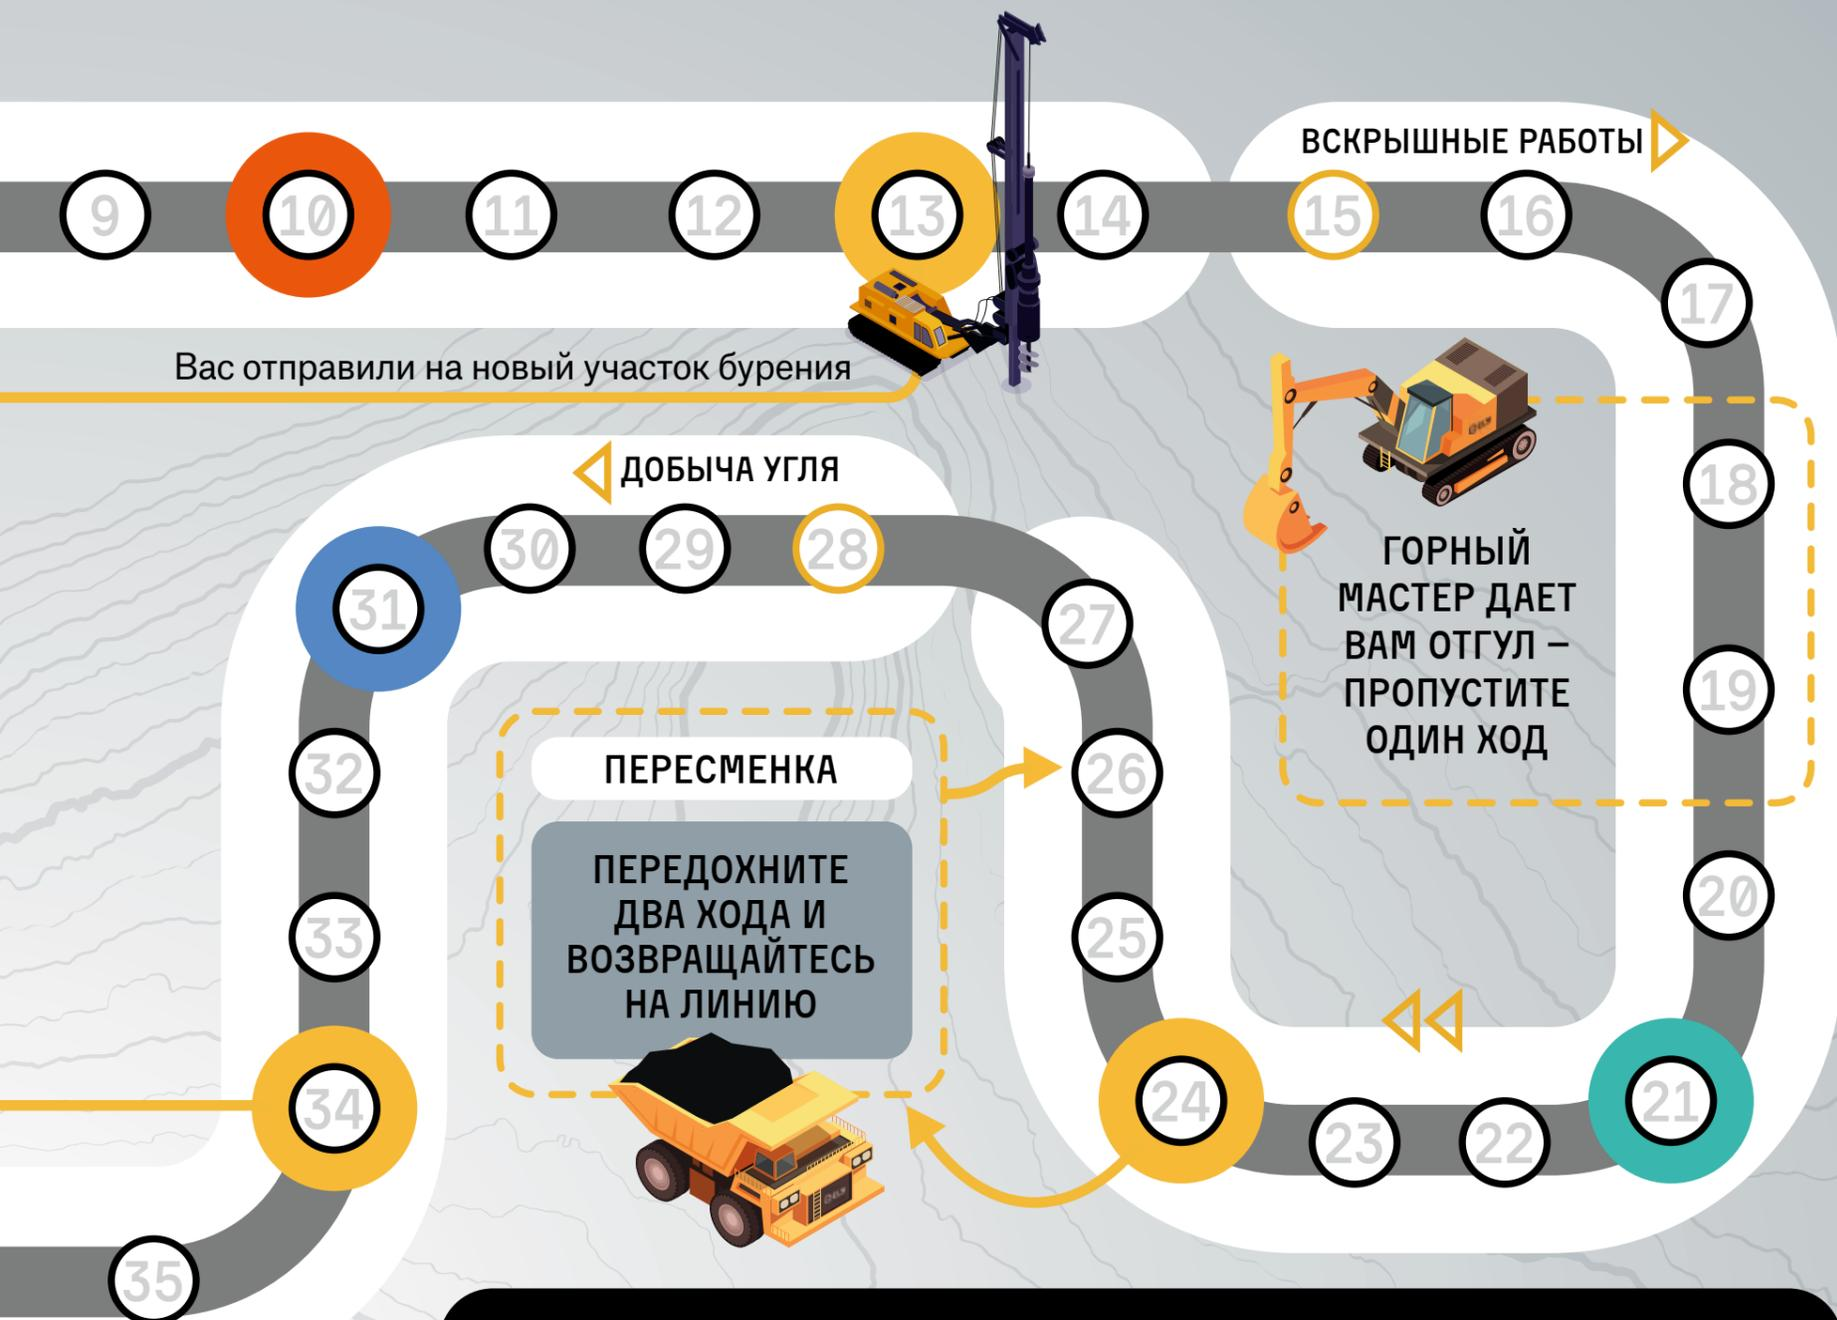 9
10
11
12
13
14
ВСКРЫШНЫЕ РАБОТЫ
15
16
17
Вас отправили на новый участок бурения
18
ГОРНЫЙ
МАСТЕР ДАЕТ
ВАМ ОТГУЛ –
ПРОПУСТИТЕ
ОДИН ХОД
19
20
21
22
23
24
25
26
27
ДОБЫЧА УГЛЯ
28
29
30
31
32
33
34
35
ПЕРЕСМЕНКА
ПЕРЕДОХНИТЕ
ДВА ХОДА И
ВОЗВРАЩАЙТЕСЬ
НА ЛИНИЮ